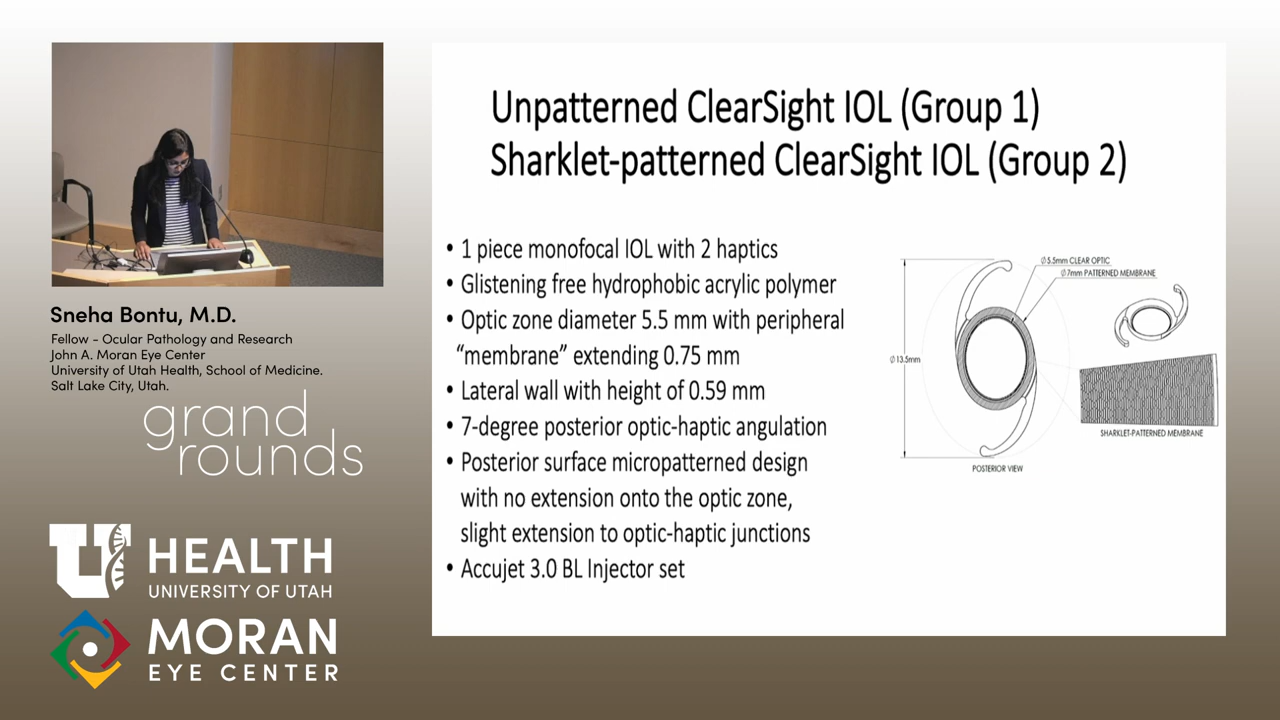 Unpatterned ClearSight IOL (Group 1)
Sharklet-patterned ClearSight IOL (Group 2)
• 1 piece monofocal IOL with 2 haptics
• Glistening free hydrophobic acrylic polymer
• Optic zone diameter 5.5 mm with peripheral
“membrane” extending 0.75 mm
• Lateral wall with height of 0.59 mm
• 7-degree posterior optic-haptic angulation
• Posterior surface micropatterned design
with no extension onto the optic zone,
slight extension to optic-haptic junctions
• Accujet 3.0 BL Injector set
Ø5.5mm CLEAR OPTIC
Ø7mm PATTERNED MEMBRANE
Ø13.5mm
SHARKLET-PATTERNED MEMBRANE
POSTERIOR VIEW
Sneha Bontu, M.D.
Fellow - Ocular Pathology and Research
John A. Moran Eye Center
University of Utah Health, School of Medicine.
Salt Lake City, Utah.
grand
rounds
U HEALTH
UNIVERSITY OF UTAH
MORAN
EYE CENTER